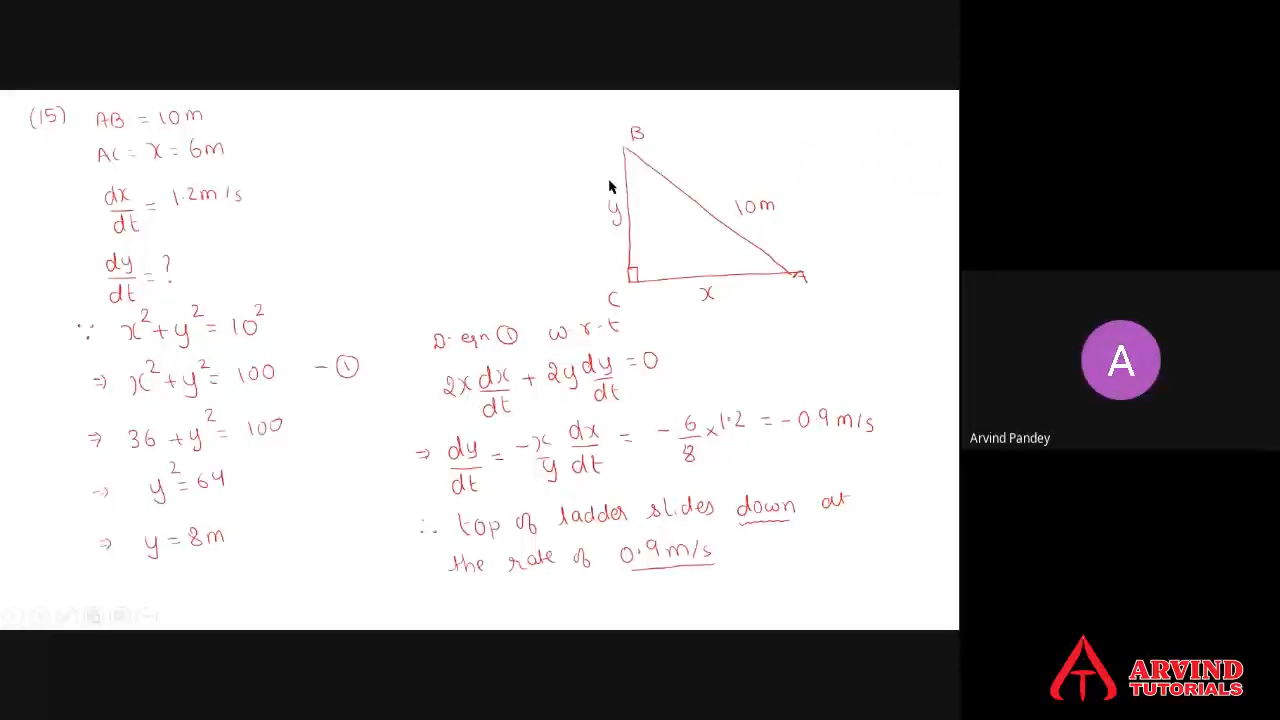 (15) AB = 10m
AC = x = 6m
dx/dt = 1.2m/s
dy/dt = ?
∵ x² + y² = 10²
⇒ x² + y² = 100 – ①
⇒ 36 + y² = 100
⇒ y² = 64
⇒ y = 8m
B
y
10m
C
x
A
D. eqn ① w r.t
2x dx/dt + 2y dy/dt = 0
⇒ dy/dt = -x/y dx/dt = - 6/8 × 1.2 = -0.9 m/s
∴ top of ladder slides down at
the rate of 0.9 m/s
A
Arvind Pandey
ARVIND
TUTORIALS